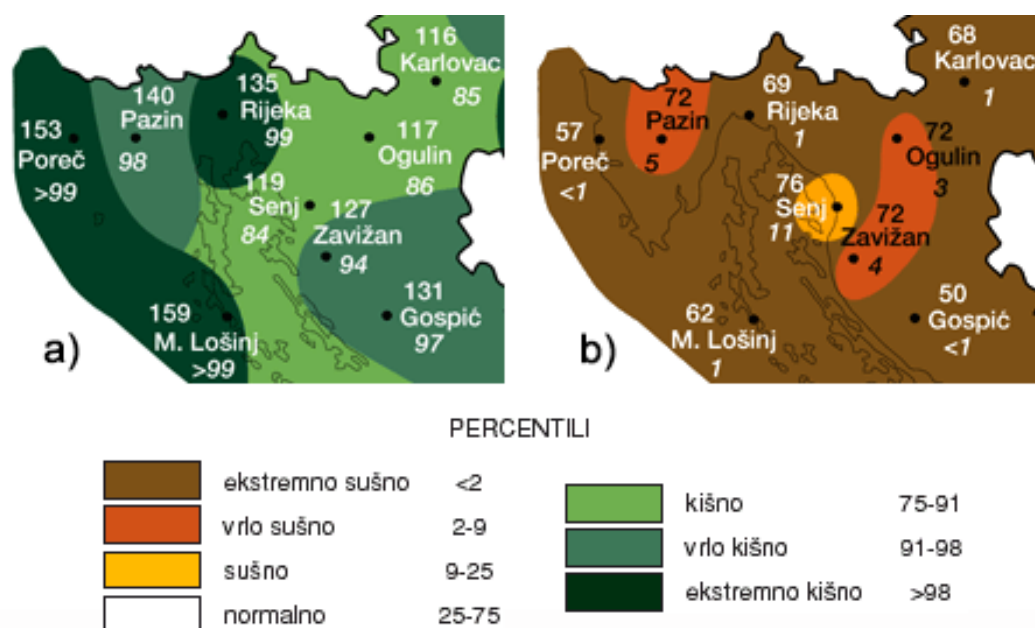 116
Karlovac
85
135
Rijeka
99
140
Pazin
98
153
Poreč
>99
117
Ogulin
86
119
Senj
84
127
Zavižan
94
131
Gospić
97
159
M. Lošinj
>99
a)
68
Karlovac
1
69
Rijeka
1
72
Pazin
5
57
Poreč
<1
72
Ogulin
3
76
Senj
11
72
Zavižan
4
50
Gospić
<1
62
M. Lošinj
1
b)
PERCENTILI
ekstremno sušno <2
vrlo sušno 2-9
sušno 9-25
normalno 25-75
kišno 75-91
vrlo kišno 91-98
ekstremno kišno >98